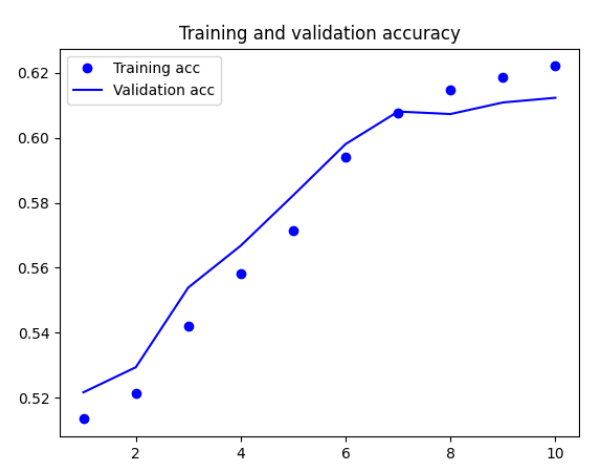 Training and validation accuracy
Training acc
Validation acc
0.62
0.60
0.58
0.56
0.54
0.52
2 4 6 8 10